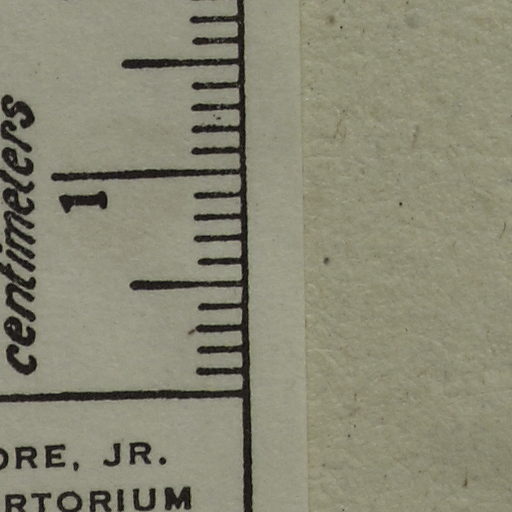 centimeters
1
ORE, JR.
RTORIUM